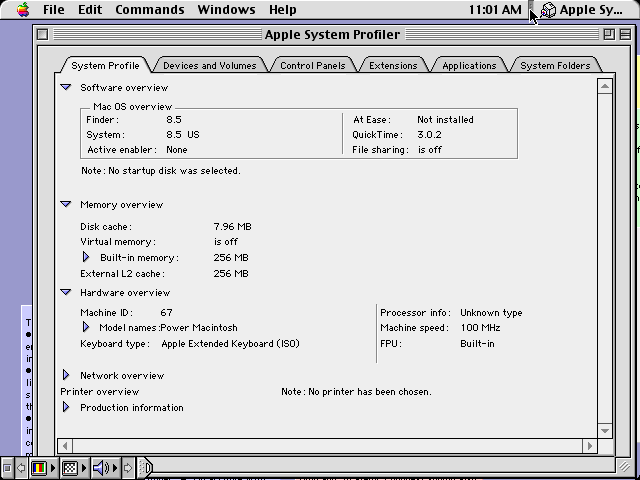 File Edit Commands Windows Help 11:01 AM Apple Sy...
Apple System Profiler
System Profile Devices and Volumes Control Panels Extensions Applications System Folders
Software overview
Mac OS overview
Finder: 8.5 At Ease: Not installed
System: 8.5 US QuickTime: 3.0.2
Active enabler: None File sharing: is off
Note: No startup disk was selected.
Memory overview
Disk cache: 7.96 MB
Virtual memory: is off
Built-in memory: 256 MB
External L2 cache: 256 MB
Hardware overview
Machine ID: 67 Processor info: Unknown type
Model names: Power Macintosh Machine speed: 100 MHz
Keyboard type: Apple Extended Keyboard (ISO) FPU: Built-in
Network overview
Printer overview Note: No printer has been chosen.
Production information